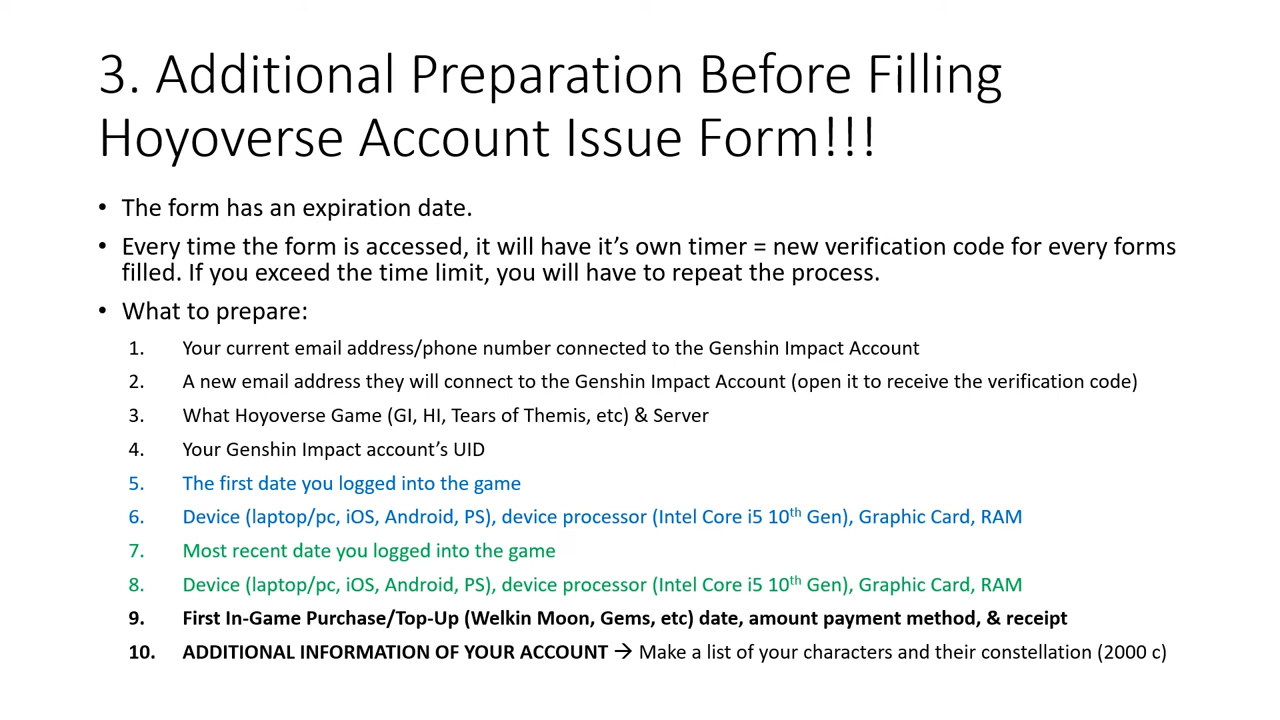 3. Additional Preparation Before Filling
Hoyoverse Account Issue Form!!!
• The form has an expiration date.
• Every time the form is accessed, it will have it’s own timer = new verification code for every forms
filled. If you exceed the time limit, you will have to repeat the process.
• What to prepare:
1. Your current email address/phone number connected to the Genshin Impact Account
2. A new email address they will connect to the Genshin Impact Account (open it to receive the verification code)
3. What Hoyoverse Game (GI, HI, Tears of Themis, etc) & Server
4. Your Genshin Impact account’s UID
5. The first date you logged into the game
6. Device (laptop/pc, iOS, Android, PS), device processor (Intel Core i5 10th Gen), Graphic Card, RAM
7. Most recent date you logged into the game
8. Device (laptop/pc, iOS, Android, PS), device processor (Intel Core i5 10th Gen), Graphic Card, RAM
9. First In-Game Purchase/Top-Up (Welkin Moon, Gems, etc) date, amount payment method, & receipt
10. ADDITIONAL INFORMATION OF YOUR ACCOUNT → Make a list of your characters and their constellation (2000 c)